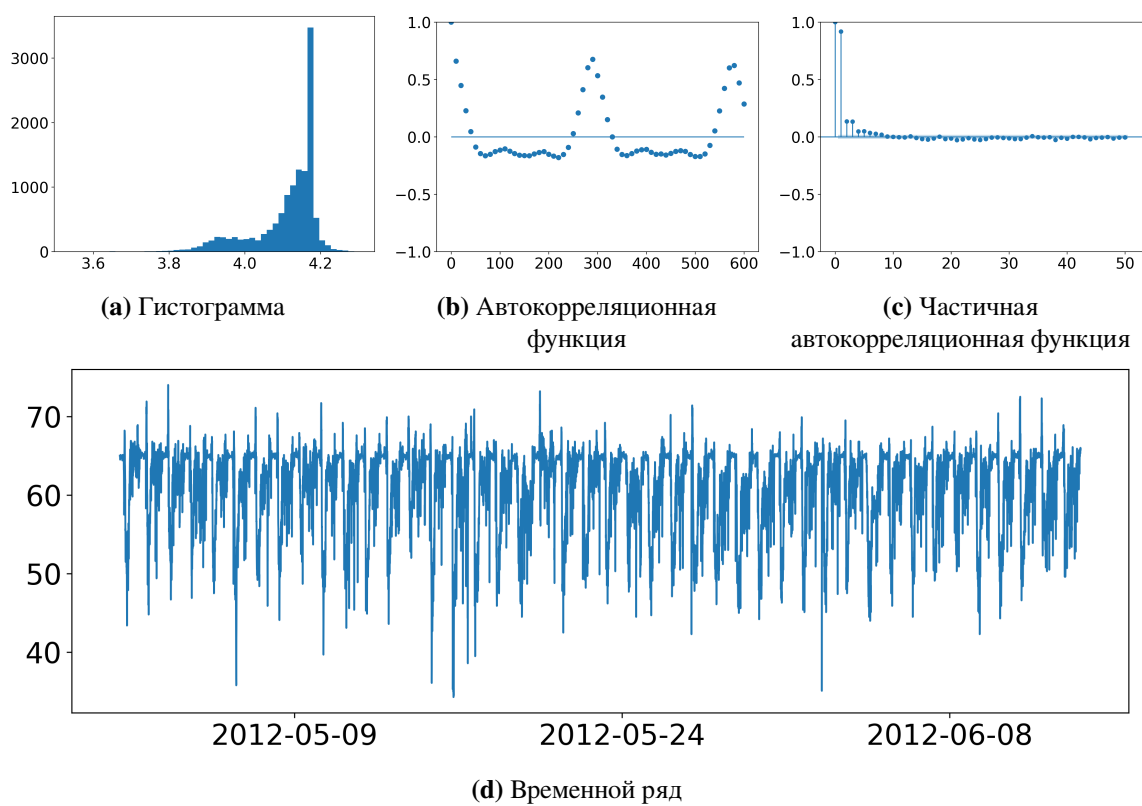 3000
2000
1000
0
3.6 3.8 4.0 4.2
(a) Гистограмма
1.0
0.5
0.0
−0.5
−1.0
0 100 200 300 400 500 600
(b) Автокорреляционная
функция
1.0
0.5
0.0
−0.5
−1.0
0 10 20 30 40 50
(c) Частичная
автокорреляционная функция
70
60
50
40
2012-05-09 2012-05-24 2012-06-08
(d) Временной ряд